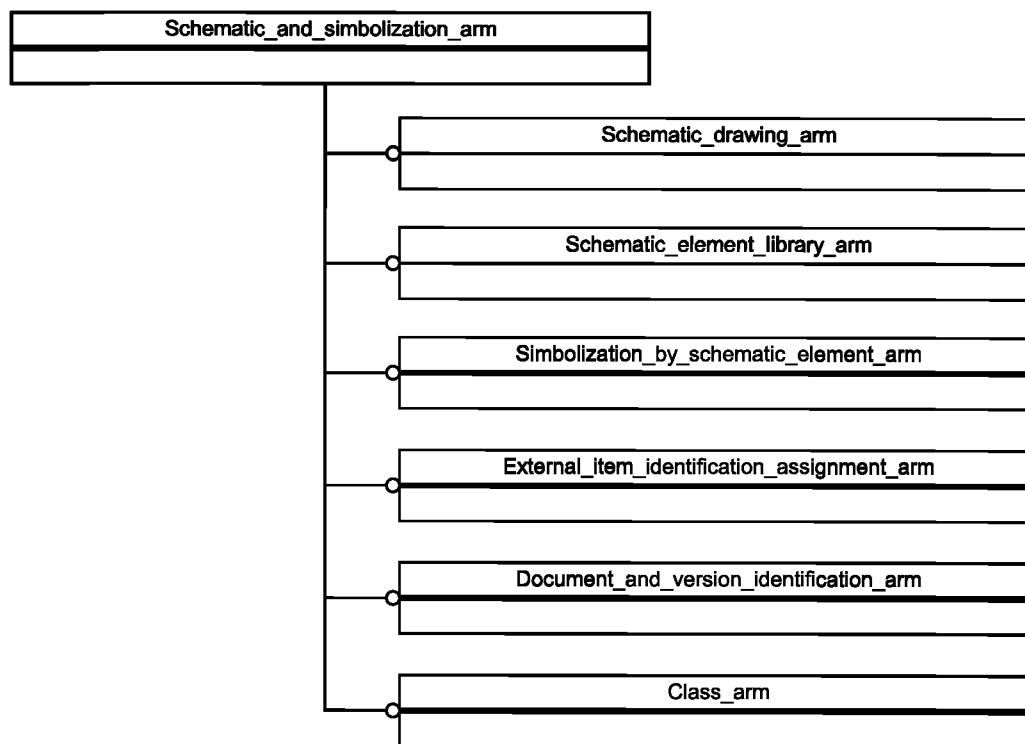 Schematic_and_simbolization_arm
Schematic_drawing_arm
Schematic_element_library_arm
Simbolization_by_schematic_element_arm
External_item_identification_assignment_arm
Document_and_version_identification_arm
Class_arm